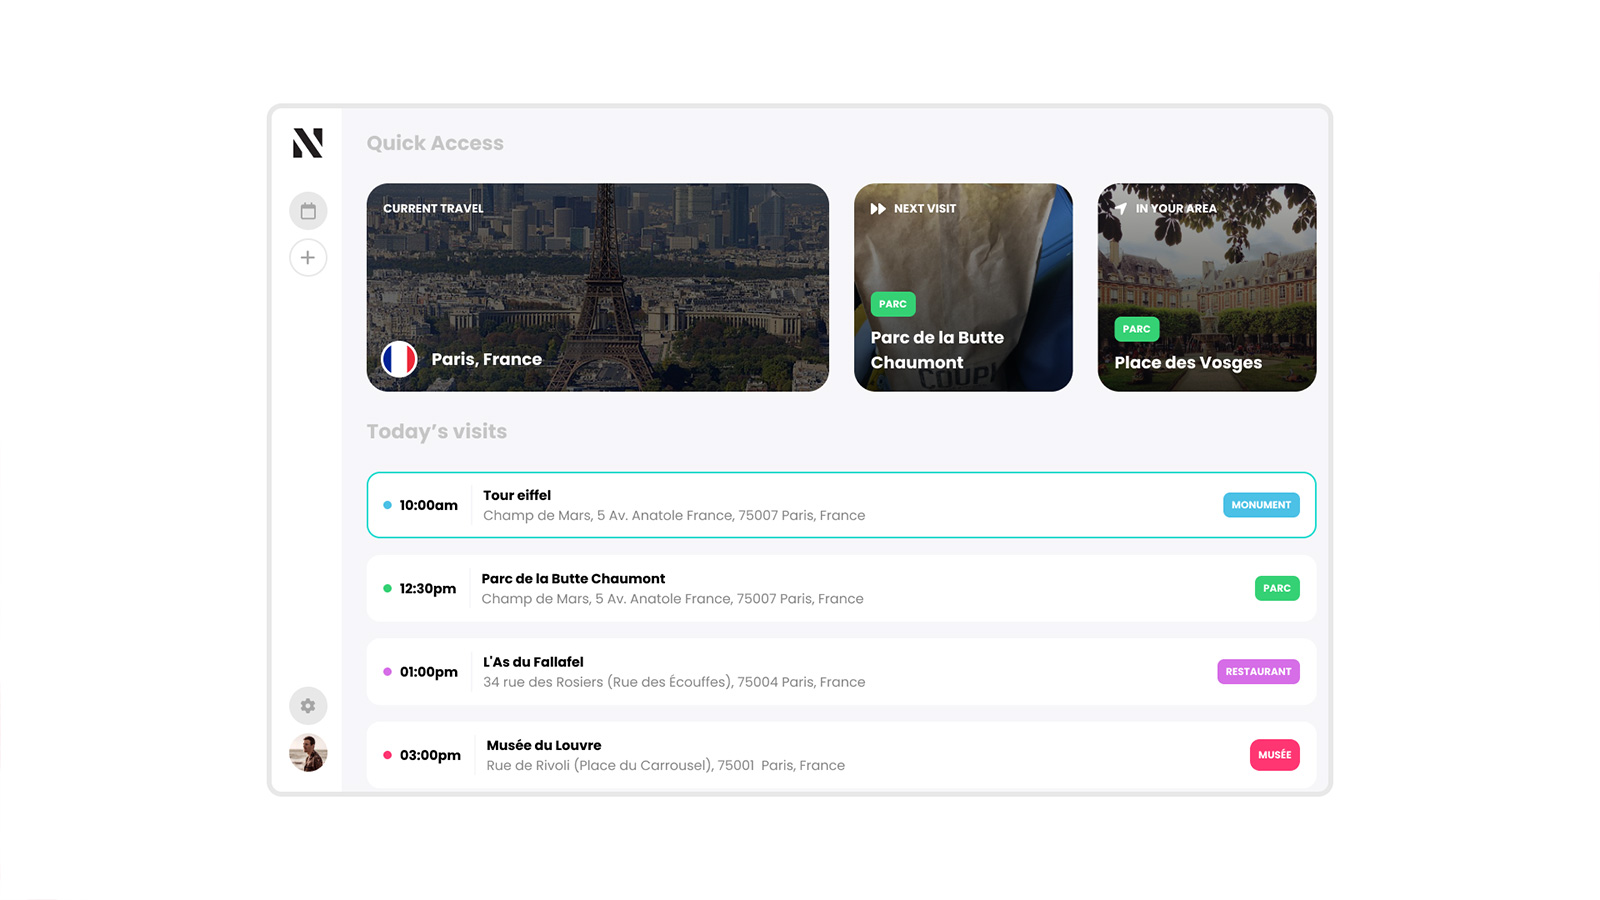 N
Quick Access
CURRENT TRAVEL
Paris, France
NEXT VISIT
PARC
Parc de la Butte
Chaumont
COUPI
IN YOUR AREA
PARC
Place des Vosges
Today’s visits
10:00am
Tour eiffel
Champ de Mars, 5 Av. Anatole France, 75007 Paris, France
MONUMENT
12:30pm
Parc de la Butte Chaumont
Champ de Mars, 5 Av. Anatole France, 75007 Paris, France
PARC
01:00pm
L'As du Fallafel
34 rue des Rosiers (Rue des Écouffes), 75004 Paris, France
RESTAURANT
03:00pm
Musée du Louvre
Rue de Rivoli (Place du Carrousel), 75001 Paris, France
MUSÉE